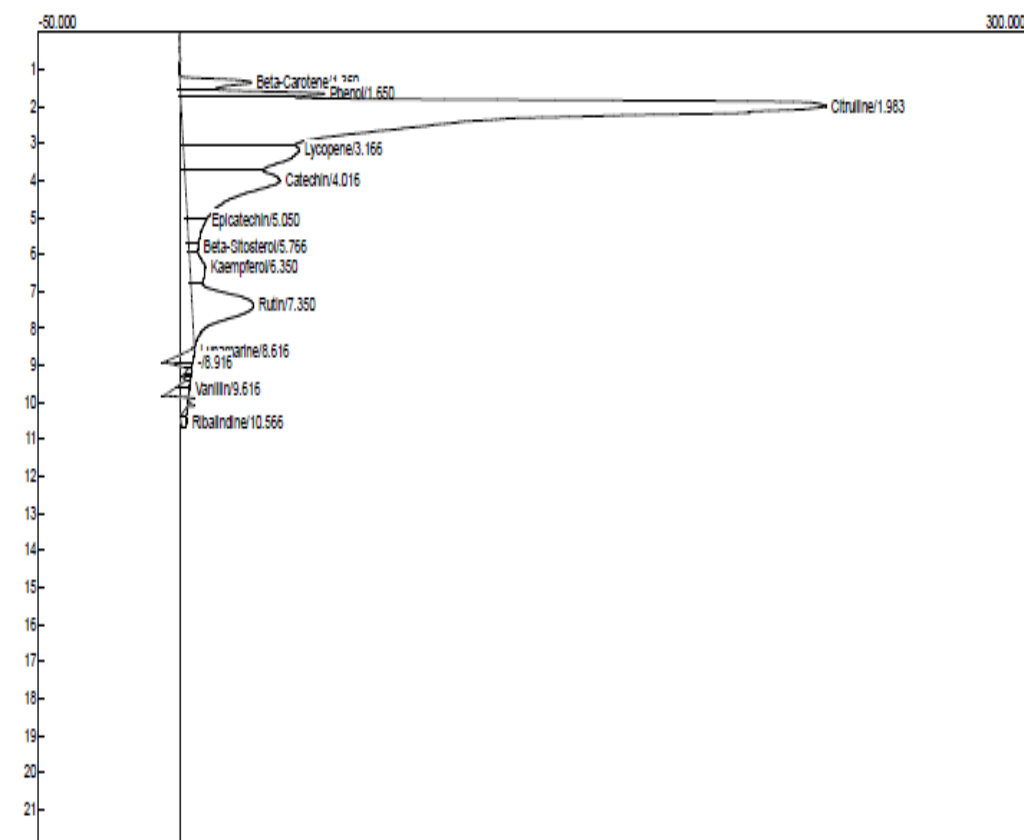 -50.000 300.000
1
Beta-Carotene/1.350
Phenol/1.650
2
Citrulline/1.983
3
Lycopene/3.166
4
Catechin/4.016
5
Epicatechin/5.050
Beta-Sitosterol/5.766
6
Kaempferol/6.350
7
Rutin/7.350
8
Lunamarine/8.616
-/8.916
9
Vanillin/9.616
10
Ribalindine/10.566
11
12
13
14
15
16
17
18
19
20
21